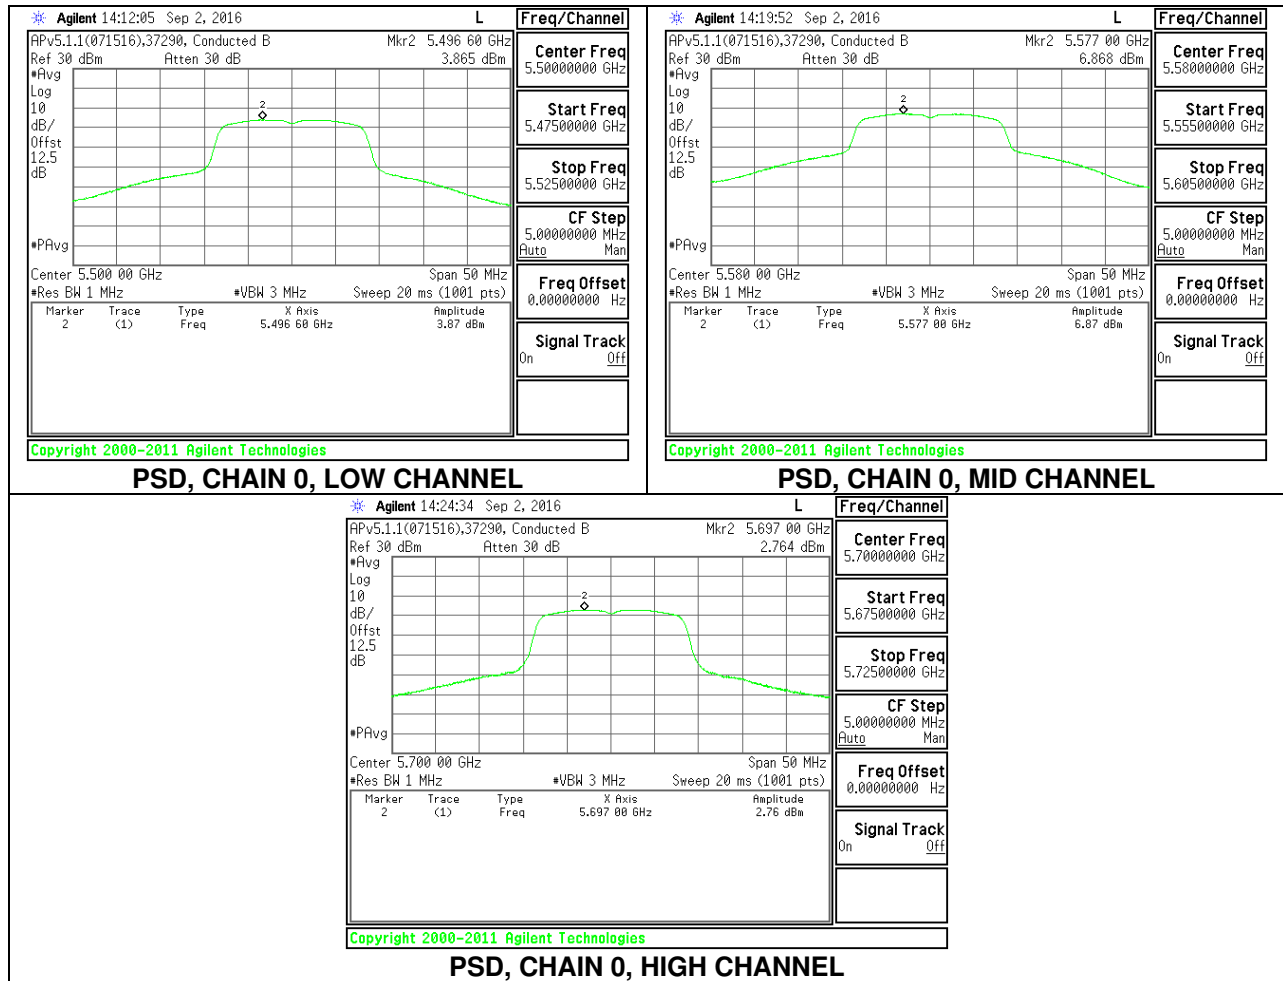 Agilent 14:12:05 Sep 2, 2016 L Freq/Channel
APv5.1.1(071516),37290, Conducted B Mkr2 5.496 60 GHz
Ref 30 dBm Atten 30 dB 3.865 dBm
#Avg
Log
10
dB/
Offst
12.5
dB
#PAvg
2
Center 5.500 00 GHz Span 50 MHz
#Res BW 1 MHz #VBW 3 MHz Sweep 20 ms (1001 pts)
Marker Trace Type X Axis Amplitude
2 (1) Freq 5.496 60 GHz 3.87 dBm
Center Freq
5.50000000 GHz
Start Freq
5.47500000 GHz
Stop Freq
5.52500000 GHz
CF Step
5.00000000 MHz
Auto Man
Freq Offset
0.00000000 Hz
Signal Track
On Off
Copyright 2000-2011 Agilent Technologies
PSD, CHAIN 0, LOW CHANNEL
Agilent 14:19:52 Sep 2, 2016 L Freq/Channel
APv5.1.1(071516),37290, Conducted B Mkr2 5.577 00 GHz
Ref 30 dBm Atten 30 dB 6.868 dBm
#Avg
Log
10
dB/
Offst
12.5
dB
#PAvg
2
Center 5.580 00 GHz Span 50 MHz
#Res BW 1 MHz #VBW 3 MHz Sweep 20 ms (1001 pts)
Marker Trace Type X Axis Amplitude
2 (1) Freq 5.577 00 GHz 6.87 dBm
Center Freq
5.58000000 GHz
Start Freq
5.55500000 GHz
Stop Freq
5.60500000 GHz
CF Step
5.00000000 MHz
Auto Man
Freq Offset
0.00000000 Hz
Signal Track
On Off
Copyright 2000-2011 Agilent Technologies
PSD, CHAIN 0, MID CHANNEL
Agilent 14:24:34 Sep 2, 2016 L Freq/Channel
APv5.1.1(071516),37290, Conducted B Mkr2 5.697 00 GHz
Ref 30 dBm Atten 30 dB 2.764 dBm
#Avg
Log
10
dB/
Offst
12.5
dB
#PAvg
2
Center 5.700 00 GHz Span 50 MHz
#Res BW 1 MHz #VBW 3 MHz Sweep 20 ms (1001 pts)
Marker Trace Type X Axis Amplitude
2 (1) Freq 5.697 00 GHz 2.76 dBm
Center Freq
5.70000000 GHz
Start Freq
5.67500000 GHz
Stop Freq
5.72500000 GHz
CF Step
5.00000000 MHz
Auto Man
Freq Offset
0.00000000 Hz
Signal Track
On Off
Copyright 2000-2011 Agilent Technologies
PSD, CHAIN 0, HIGH CHANNEL